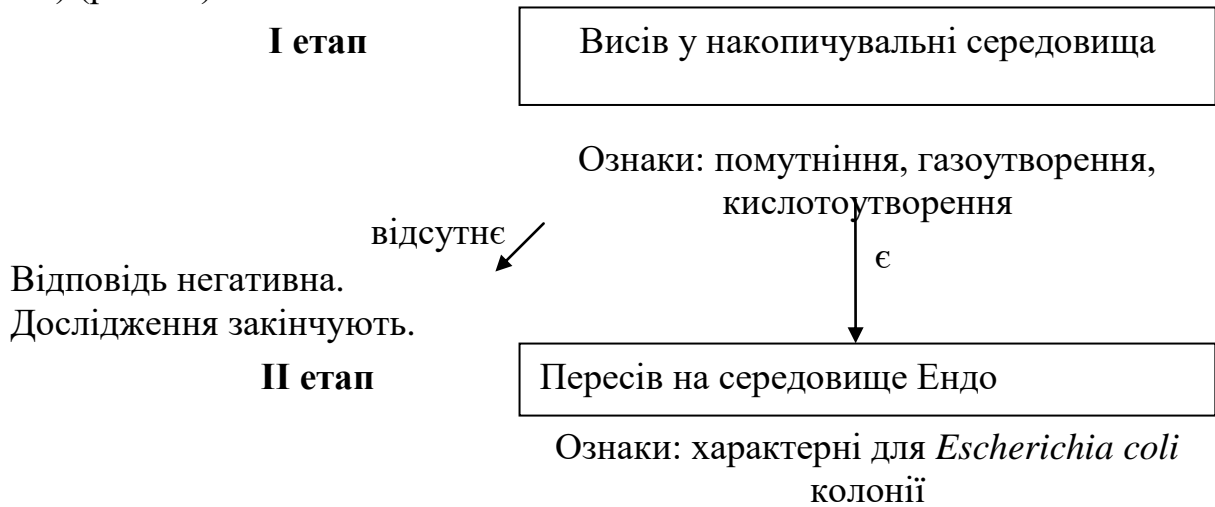 І етап
Висів у накопичувальні середовища
Ознаки: помутніння, газоутворення,
кислотоутворення
відсутнє
є
Відповідь негативна.
Дослідження закінчують.
ІІ етап
Пересів на середовище Ендо
Ознаки: характерні для Escherichia coli
колонії